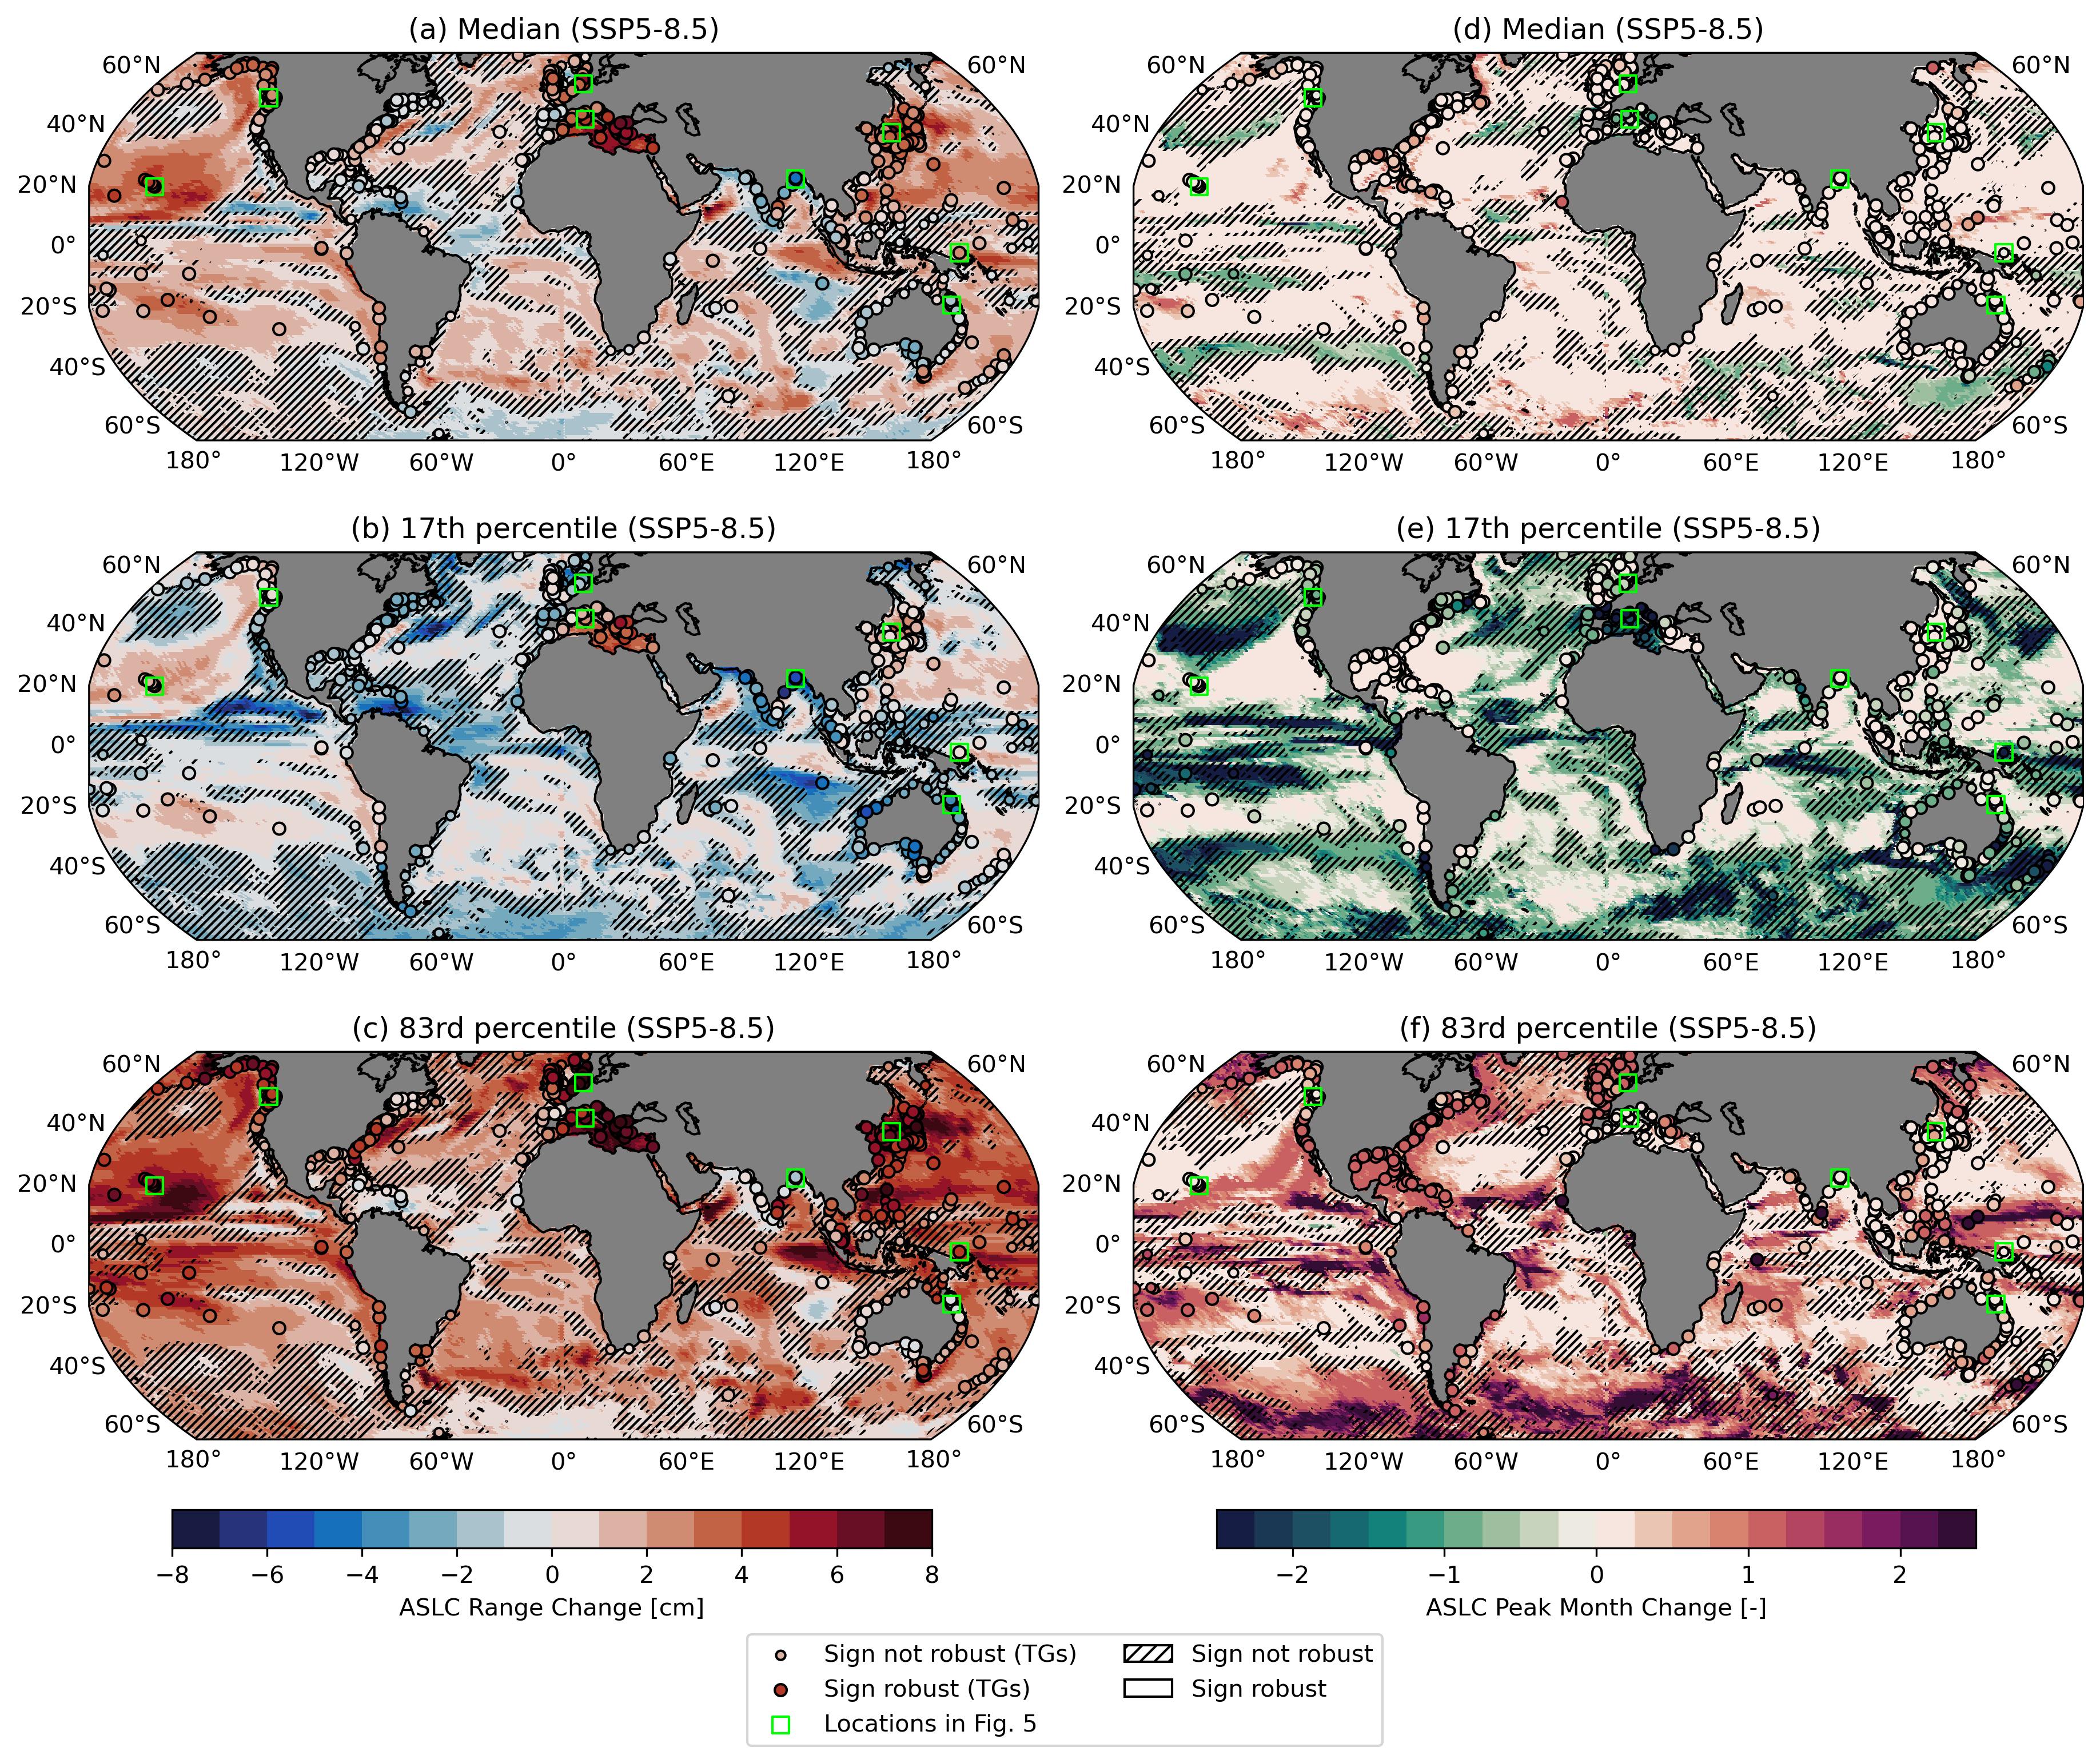 (a) Median (SSP5-8.5)
60°N 60°N
40°N
20°N
0°
20°S
40°S
60°S 60°S
180° 120°W 60°W 0° 60°E 120°E 180°
(d) Median (SSP5-8.5)
60°N 60°N
40°N
20°N
0°
20°S
40°S
60°S 60°S
180° 120°W 60°W 0° 60°E 120°E 180°
(b) 17th percentile (SSP5-8.5)
60°N 60°N
40°N
20°N
0°
20°S
40°S
60°S 60°S
180° 120°W 60°W 0° 60°E 120°E 180°
(e) 17th percentile (SSP5-8.5)
60°N 60°N
40°N
20°N
0°
20°S
40°S
60°S 60°S
180° 120°W 60°W 0° 60°E 120°E 180°
(c) 83rd percentile (SSP5-8.5)
60°N 60°N
40°N
20°N
0°
20°S
40°S
60°S 60°S
180° 120°W 60°W 0° 60°E 120°E 180°
(f) 83rd percentile (SSP5-8.5)
60°N 60°N
40°N
20°N
0°
20°S
40°S
60°S 60°S
180° 120°W 60°W 0° 60°E 120°E 180°
−8 −6 −4 −2 0 2 4 6 8
ASLC Range Change [cm]
−2 −1 0 1 2
ASLC Peak Month Change [-]
Sign not robust (TGs)
Sign robust (TGs)
Locations in Fig. 5
Sign not robust
Sign robust